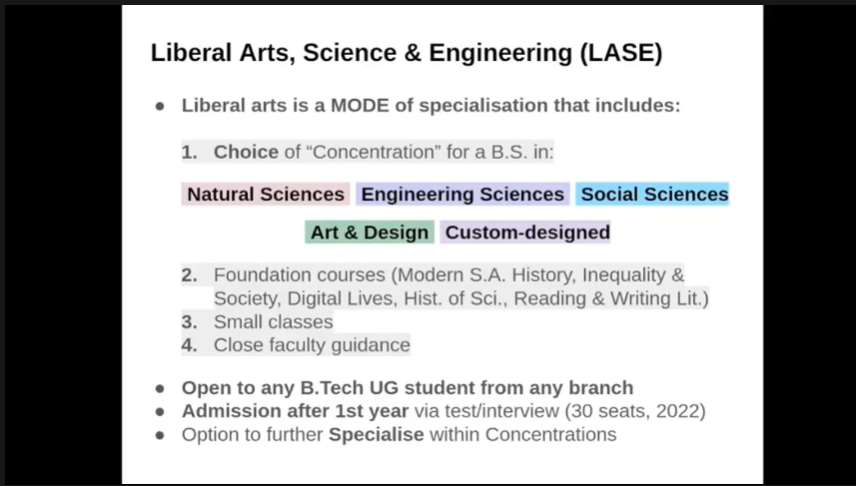 Liberal Arts, Science & Engineering (LASE)
● Liberal arts is a MODE of specialisation that includes:
1. Choice of “Concentration” for a B.S. in:
Natural Sciences Engineering Sciences Social Sciences
Art & Design Custom-designed
2. Foundation courses (Modern S.A. History, Inequality &
Society, Digital Lives, Hist. of Sci., Reading & Writing Lit.)
3. Small classes
4. Close faculty guidance
● Open to any B.Tech UG student from any branch
● Admission after 1st year via test/interview (30 seats, 2022)
● Option to further Specialise within Concentrations